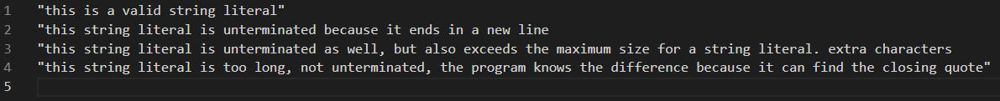 1 "this is a valid string literal"
2 "this string literal is unterminated because it ends in a new line
3 "this string literal is unterminated as well, but also exceeds the maximum size for a string literal. extra characters
4 "this string literal is too long, not unterminated, the program knows the difference because it can find the closing quote"
5